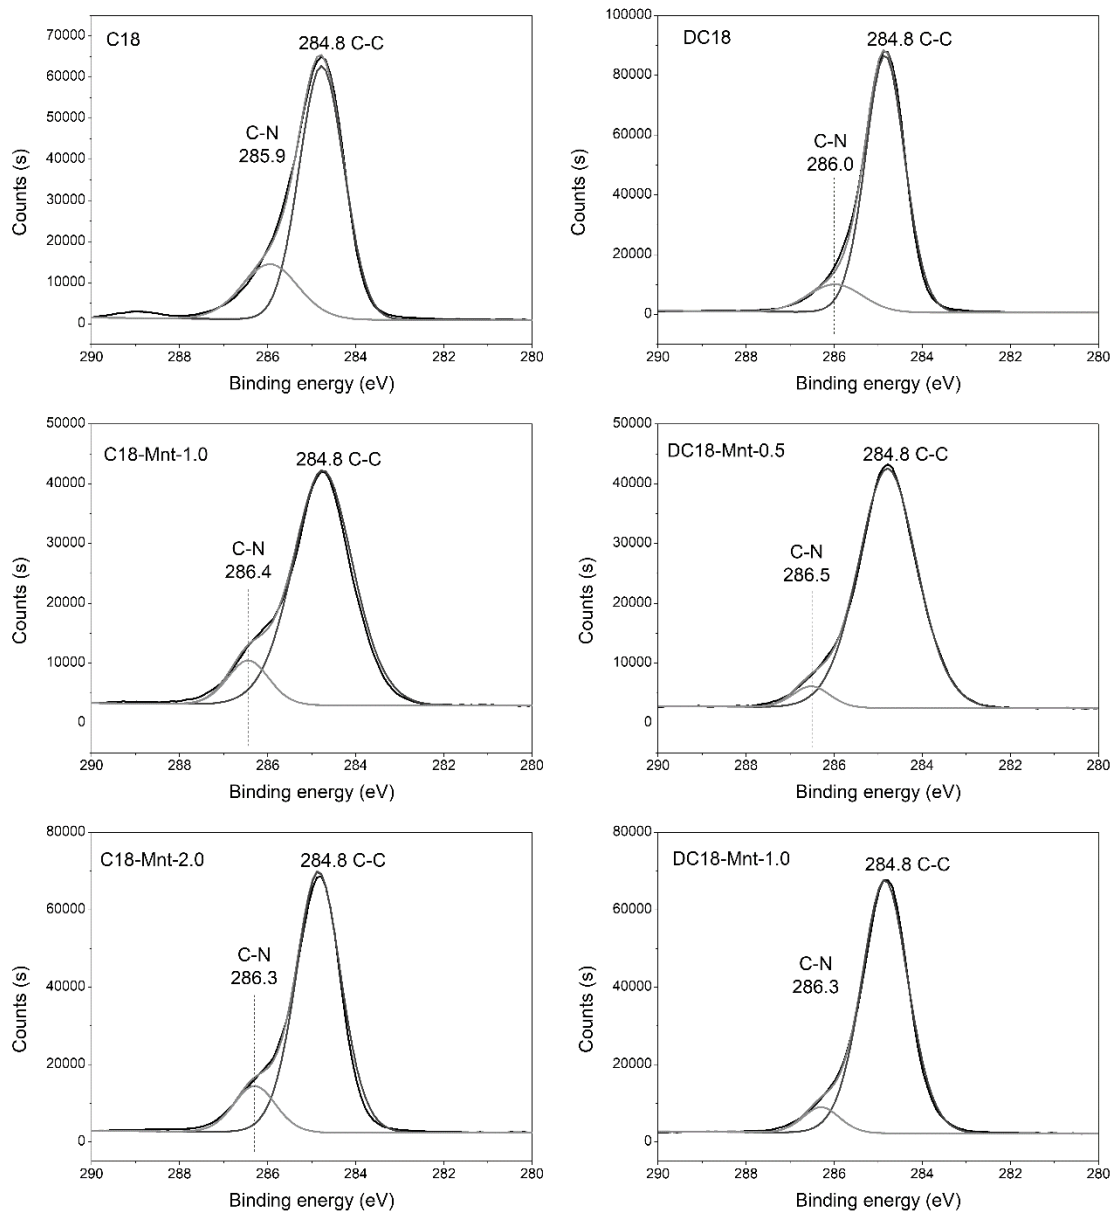 C18
284.8 C-C
C-N
285.9
70000
60000
50000
40000
30000
20000
10000
0
Counts (s)
290 288 286 284 282 280
Binding energy (eV)
DC18
284.8 C-C
C-N
286.0
100000
80000
60000
40000
20000
0
Counts (s)
290 288 286 284 282 280
Binding energy (eV)
C18-Mnt-1.0
284.8 C-C
C-N
286.4
50000
40000
30000
20000
10000
0
Counts (s)
290 288 286 284 282 280
Binding energy (eV)
DC18-Mnt-0.5
284.8 C-C
C-N
286.5
50000
40000
30000
20000
10000
0
Counts (s)
290 288 286 284 282 280
Binding energy (eV)
C18-Mnt-2.0
284.8 C-C
C-N
286.3
80000
60000
40000
20000
0
Counts (s)
290 288 286 284 282 280
Binding energy (eV)
DC18-Mnt-1.0
284.8 C-C
C-N
286.3
80000
60000
40000
20000
0
Counts (s)
290 288 286 284 282 280
Binding energy (eV)